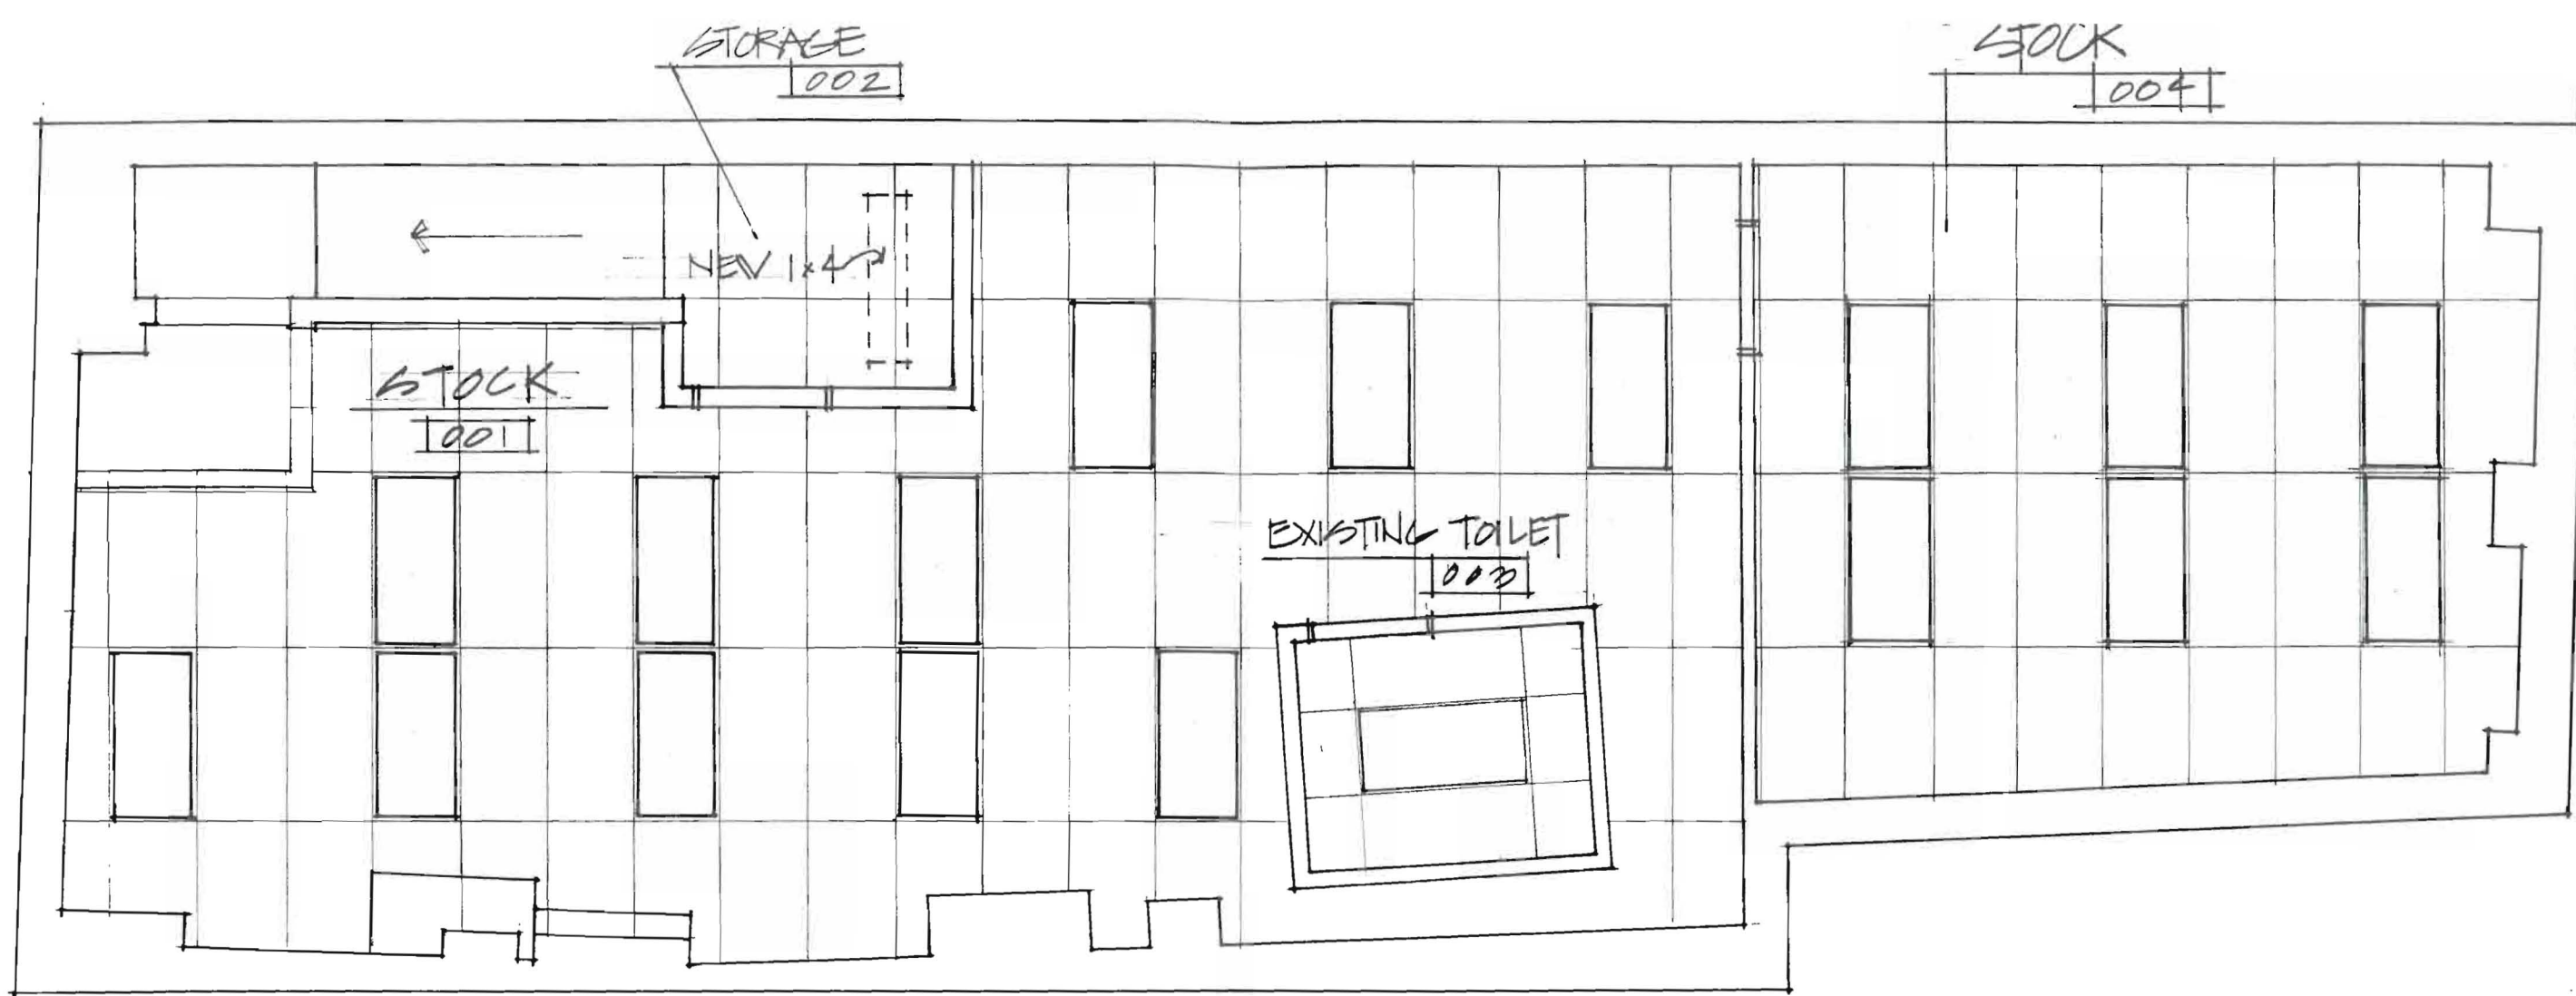 STORAGE
002
STOCK
004
NEW 1x4
STOCK
001
EXISTING TOILET
003